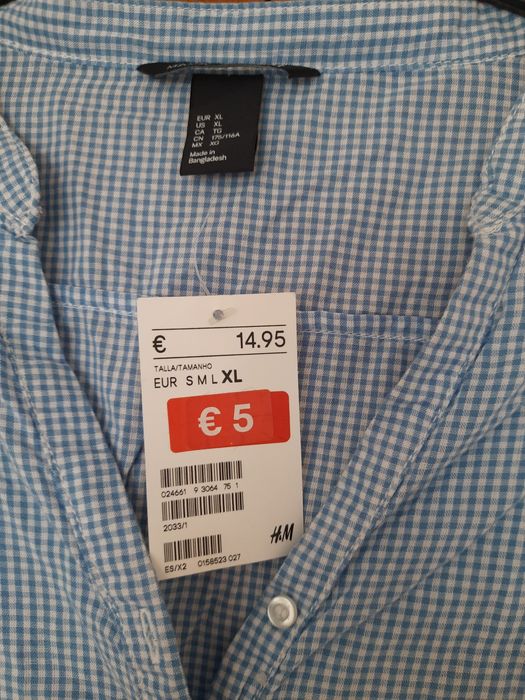 EUR XL
US XL
CA TG
CN 175/116A
MX XG
Made in
Bangladesh
€ 14.95
TALLA/TAMANHO
EUR S M L XL
€ 5
024661 9 3064 75 1
2033/1
H&M
ES/X2 0158523 027